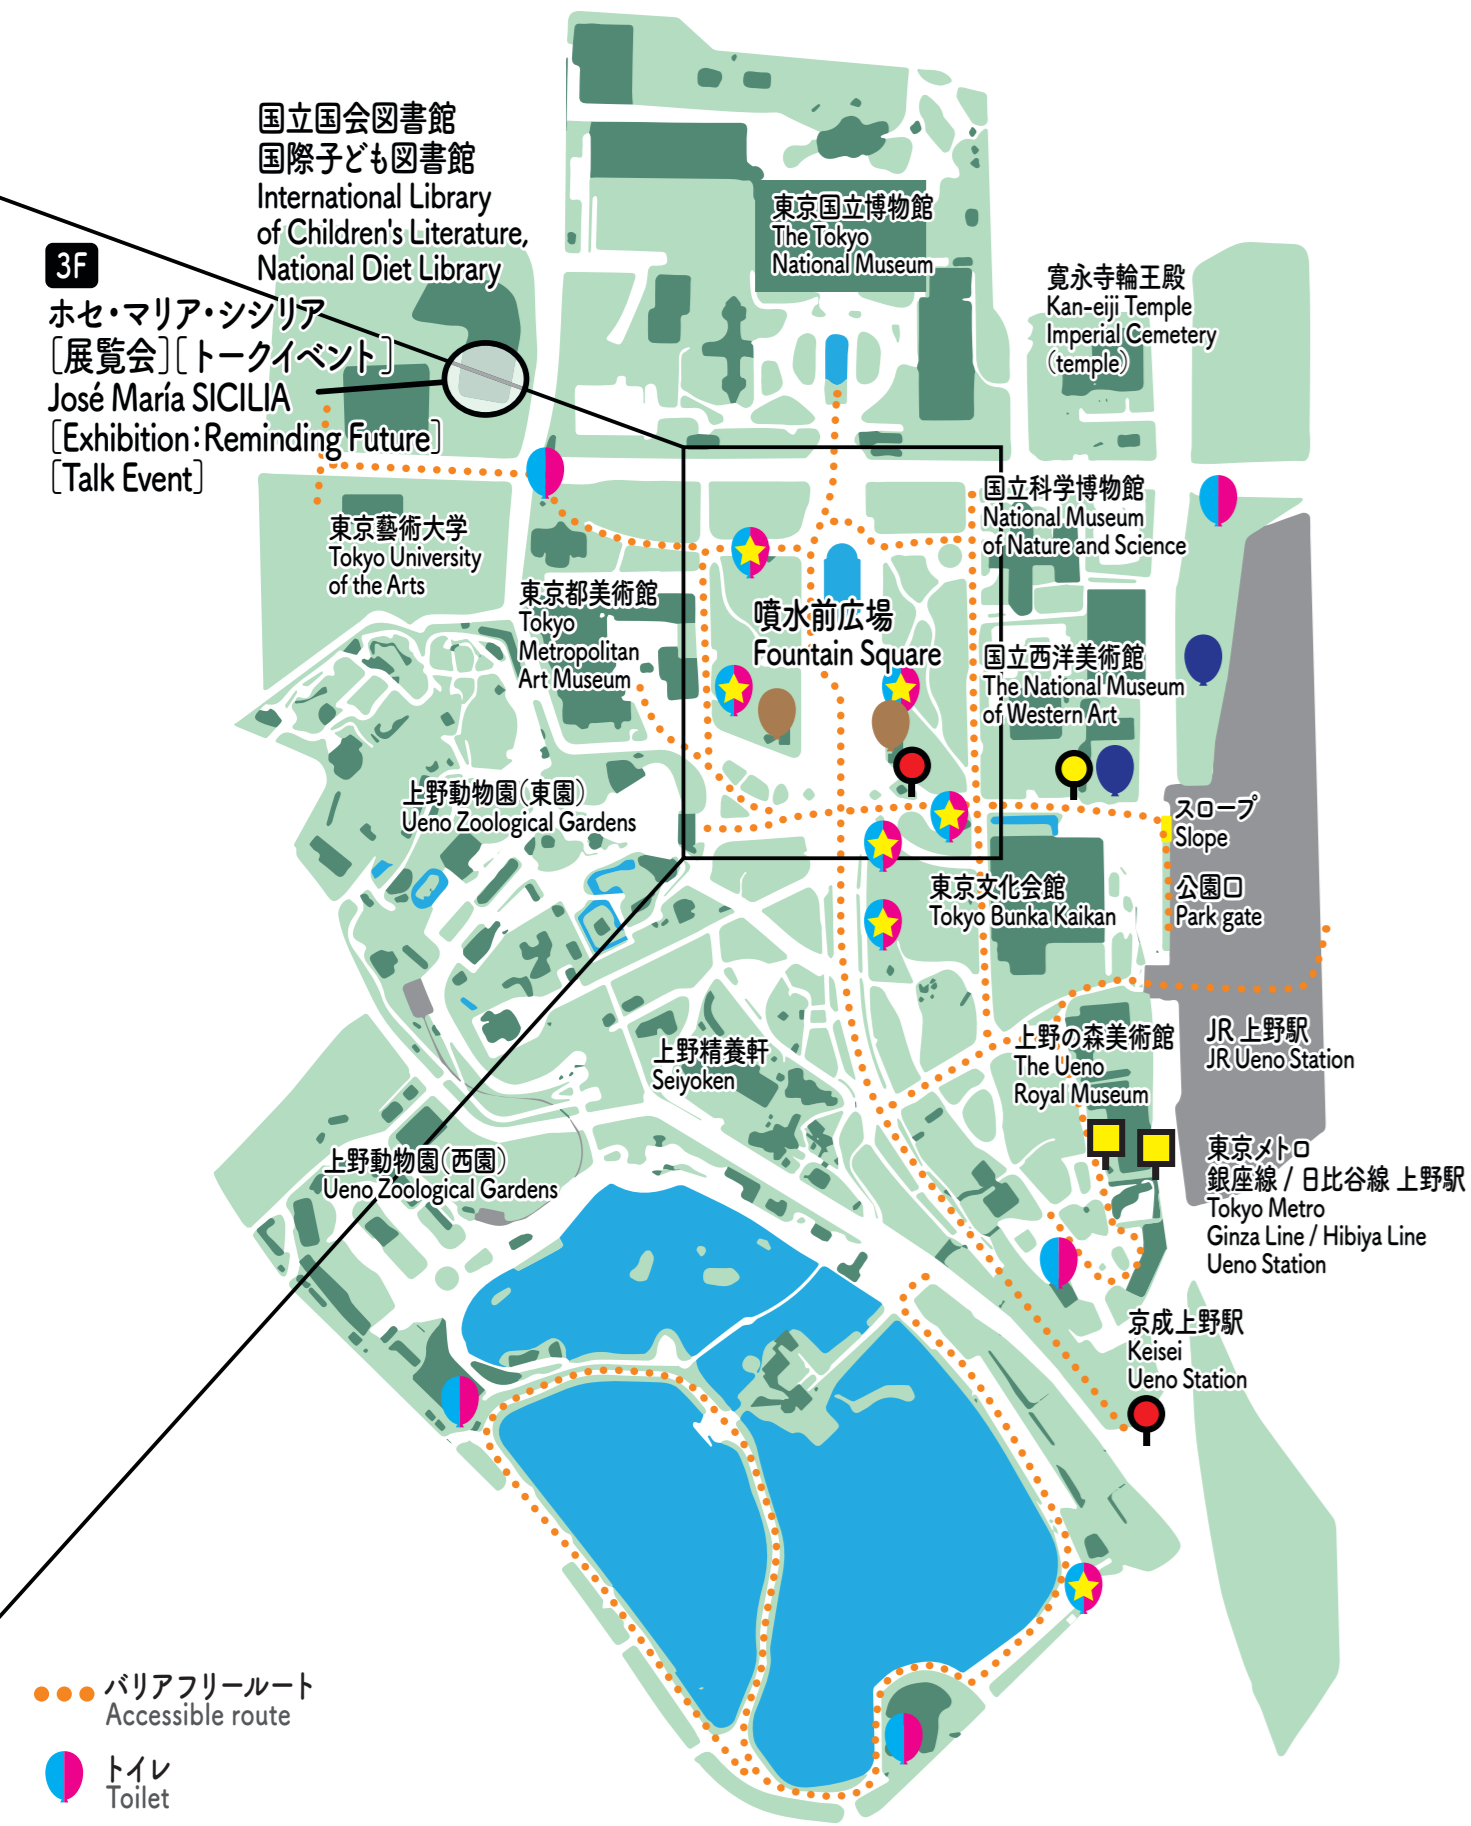 国立国会図書館
国際子ども図書館
International Library
of Children's Literature,
National Diet Library
3F
ホセ・マリア・シシリア
[展覧会][トークイベント]
José María SICILIA
[Exhibition:Reminding Future]
[Talk Event]
東京国立博物館
The Tokyo
National Museum
寛永寺輪王殿
Kan-eiji Temple
Imperial Cemetery
(temple)
国立科学博物館
National Museum
of Nature and Science
東京藝術大学
Tokyo University
of the Arts
東京都美術館
Tokyo
Metropolitan
Art Museum
噴水前広場
Fountain Square
国立西洋美術館
The National Museum
of Western Art
上野動物園(東園)
Ueno Zoological Gardens
スロープ
Slope
公園口
Park gate
東京文化会館
Tokyo Bunka Kaikan
上野精養軒
Seiyoken
上野の森美術館
The Ueno
Royal Museum
JR 上野駅
JR Ueno Station
上野動物園(西園)
Ueno Zoological Gardens
東京メトロ
銀座線 / 日比谷線 上野駅
Tokyo Metro
Ginza Line / Hibiya Line
Ueno Station
京成上野駅
Keisei
Ueno Station
バリアフリールート
Accessible route
トイレ
Toilet